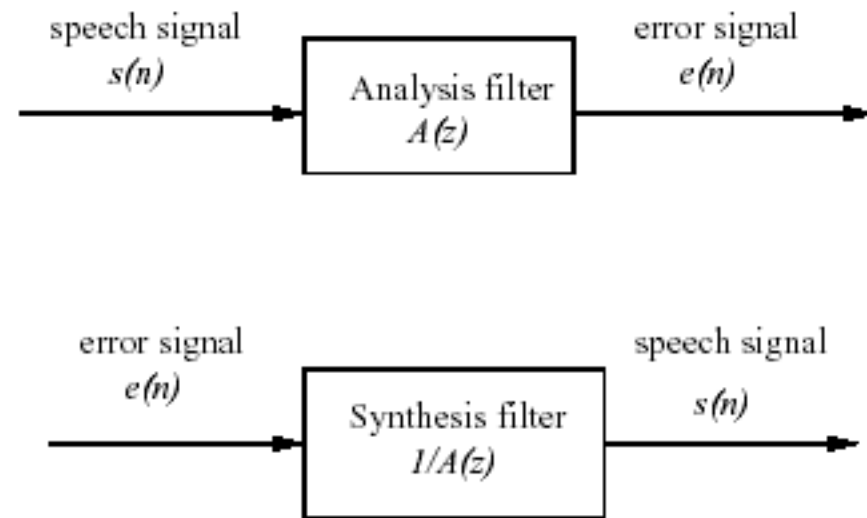 speech signal
s(n)
Analysis filter
A(z)
error signal
e(n)
error signal
e(n)
Synthesis filter
1/A(z)
speech signal
s(n)